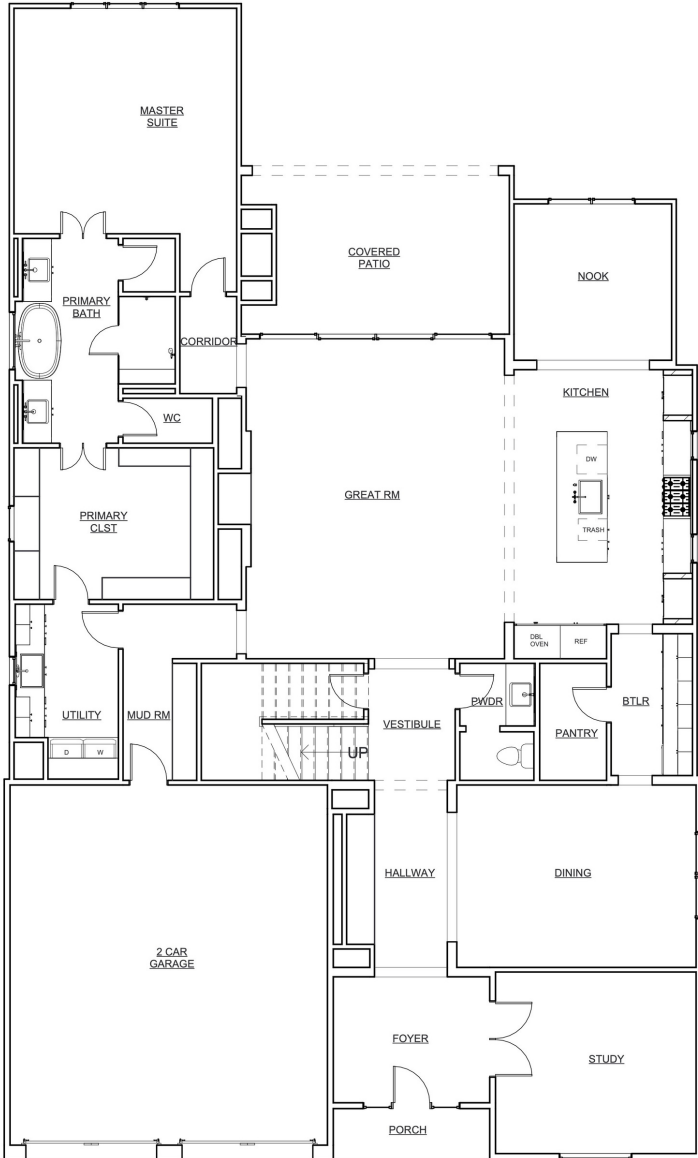 MASTER
SUITE
COVERED
PATIO
NOOK
PRIMARY
BATH
CORRIDOR
KITCHEN
WC
DW
GREAT RM
PRIMARY
CLST
TRASH
DBL
OVEN
REF
UTILITY
MUD RM
PWDR
BTLR
VESTIBULE
PANTRY
UP
D
W
HALLWAY
DINING
2 CAR
GARAGE
FOYER
STUDY
PORCH